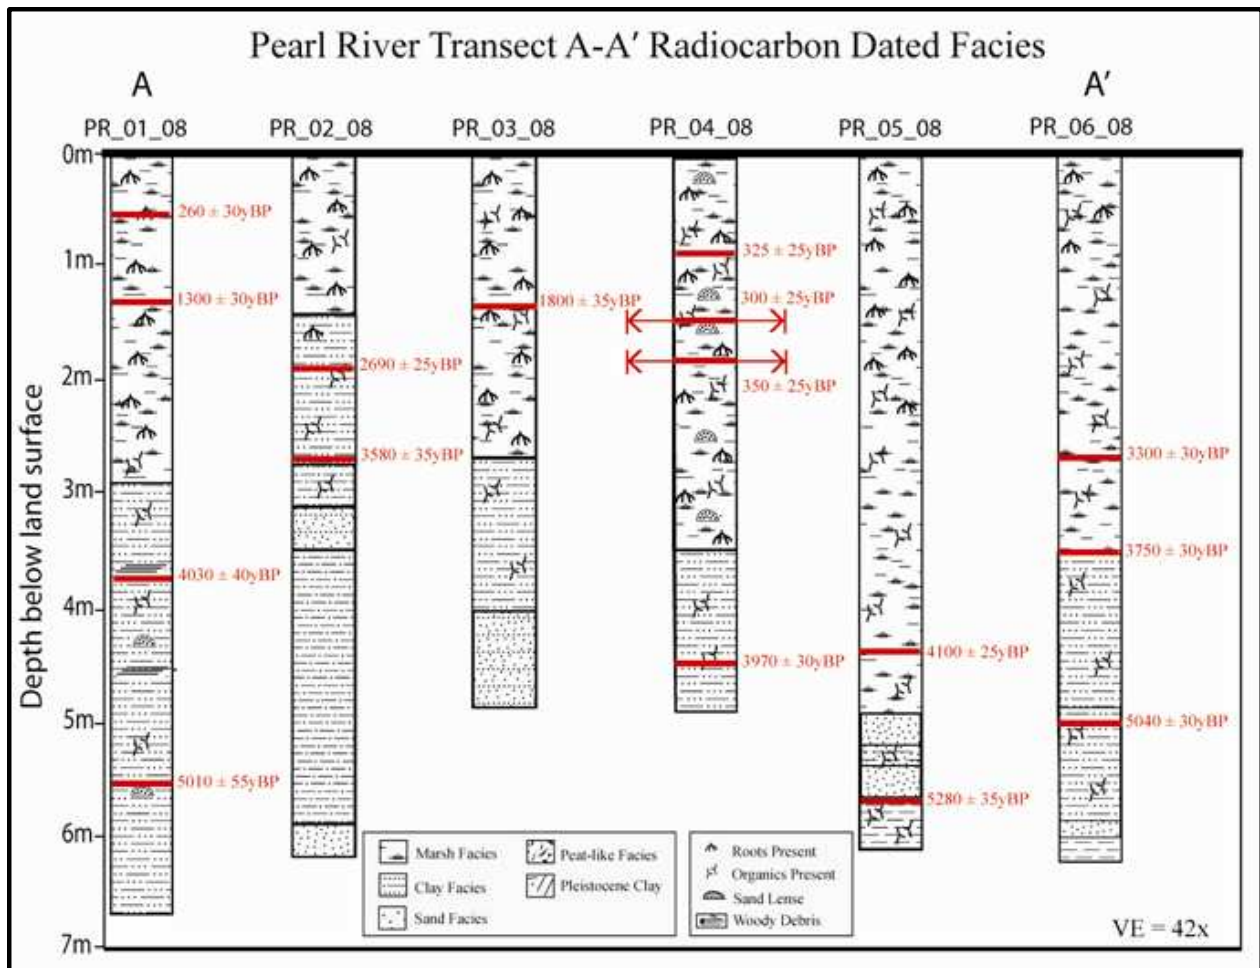 Pearl River Transect A-A' Radiocarbon Dated Facies
A A'
PR_01_08 PR_02_08 PR_03_08 PR_04_08 PR_05_08 PR_06_08
0m
260 ± 30yBP
325 ± 25yBP
1m
1300 ± 30yBP
1800 ± 35yBP
300 ± 25yBP
2690 ± 25yBP
2m
350 ± 25yBP
3580 ± 35yBP
3300 ± 30yBP
3m
3750 ± 30yBP
4030 ± 40yBP
4m
3970 ± 30yBP
4100 ± 25yBP
5m
5040 ± 30yBP
5010 ± 55yBP
5280 ± 35yBP
6m
7m
Depth below land surface
Marsh Facies
Clay Facies
Sand Facies
Peat-like Facies
Pleistocene Clay
Roots Present
Organics Present
Sand Lense
Woody Debris
VE = 42x